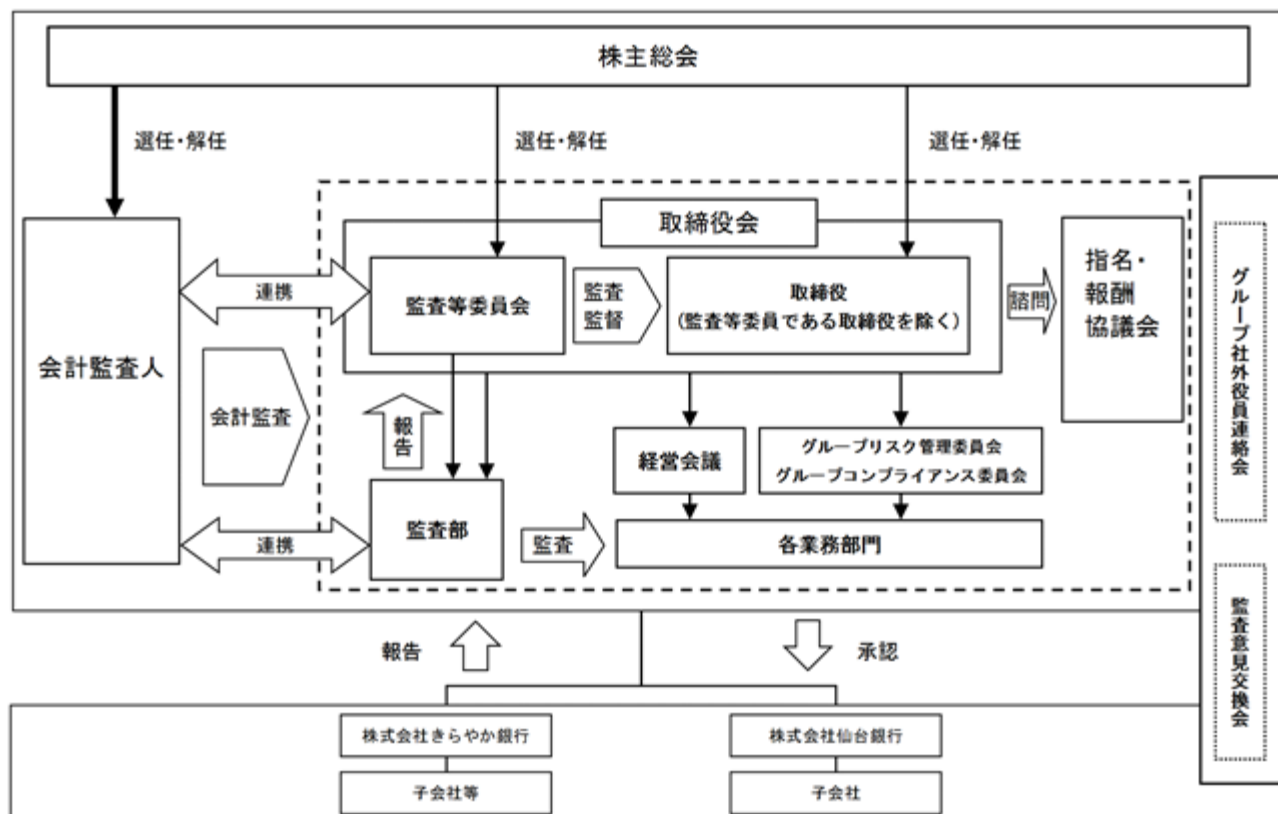 株主総会
選任・解任
選任・解任
選任・解任
取締役会
会計監査人
連携
監査等委員会
監査
監督
取締役
(監査等委員である取締役を除く)
諮問
指名・
報酬
協議会
グループ社外役員連絡会
会計監査
報告
経営会議
グループリスク管理委員会
グループコンプライアンス委員会
連携
監査部
監査
各業務部門
監査意見交換会
報告
承認
株式会社きらやか銀行
株式会社仙台銀行
子会社等
子会社